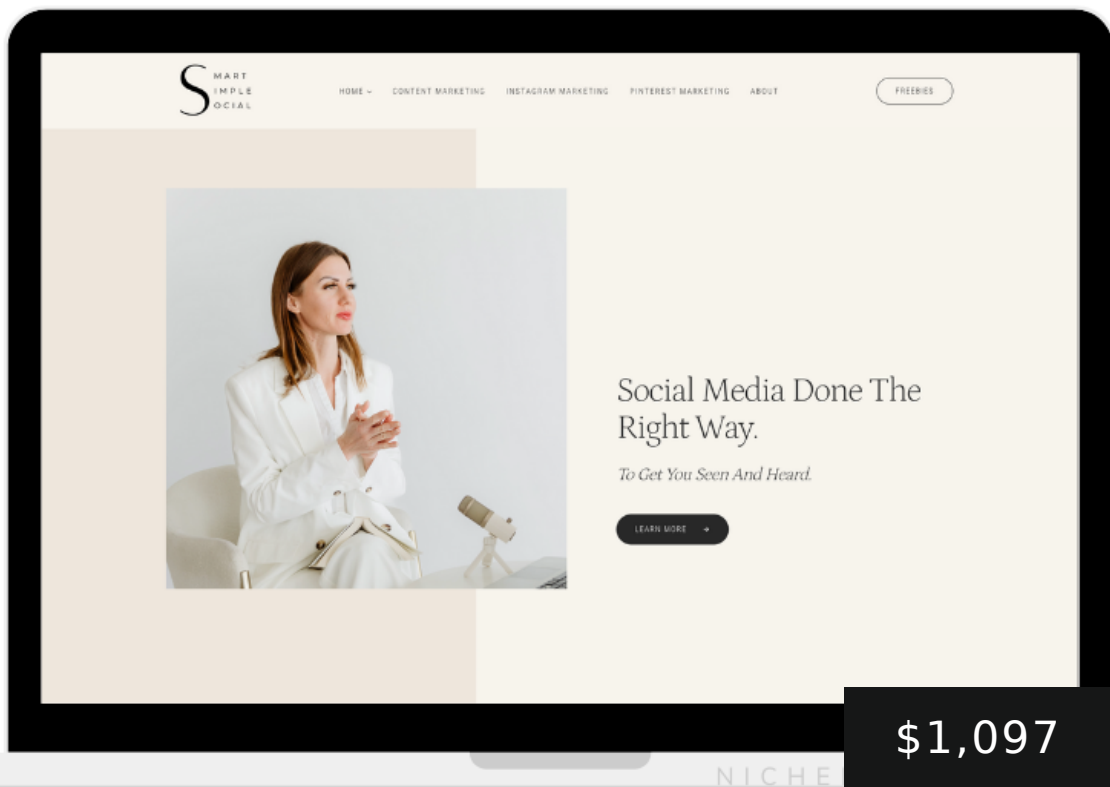 S MART
IMPLE
OCIAL
HOME
CONTENT MARKETING
INSTAGRAM MARKETING
PINTEREST MARKETING
ABOUT
FREEBIES
Social Media Done The
Right Way.
To Get You Seen And Heard.
LEARN MORE →
$1,097
NICHE